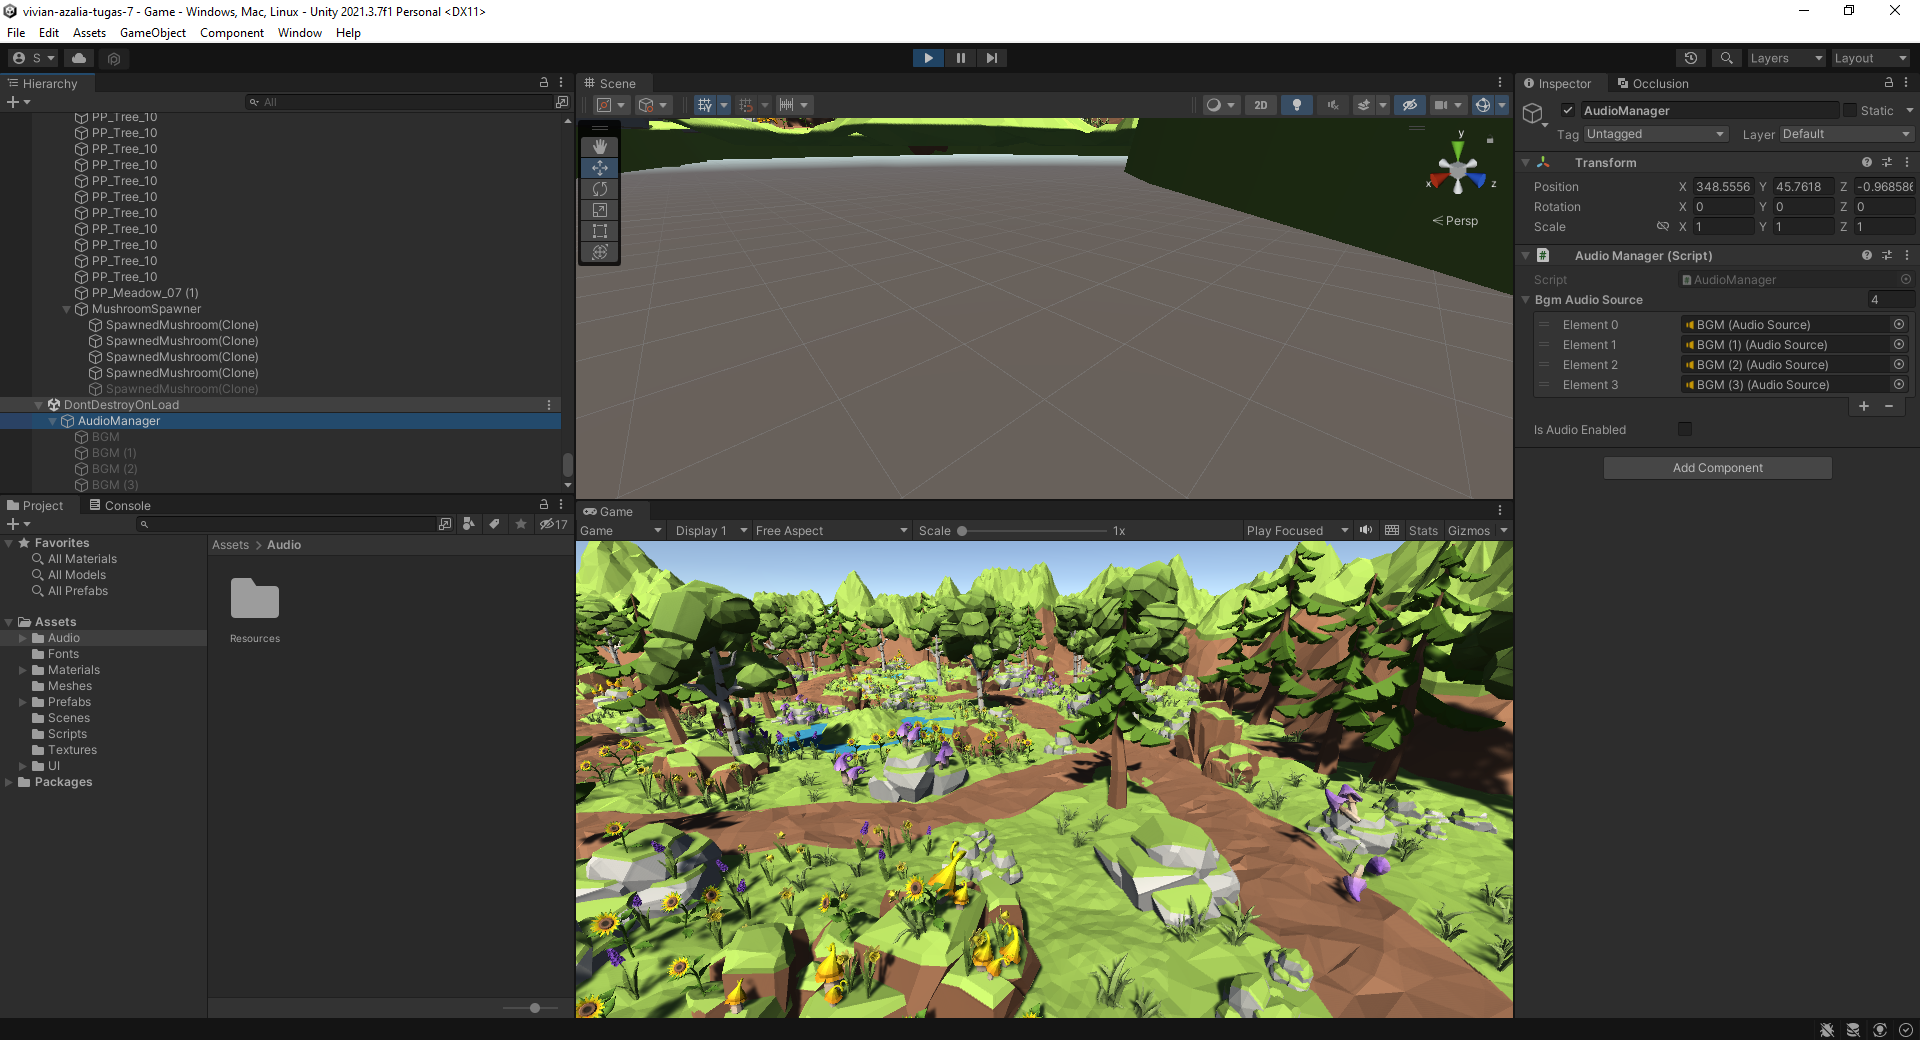 vivian-azalia-tugas-7 - Game - Windows, Mac, Linux - Unity 2021.3.7f1 Personal <DX11>
File Edit Assets GameObject Component Window Help
S Layers Layout
Hierarchy
All
PP_Tree_10
PP_Tree_10
PP_Tree_10
PP_Tree_10
PP_Tree_10
PP_Tree_10
PP_Tree_10
PP_Tree_10
PP_Tree_10
PP_Tree_10
PP_Tree_10
PP_Meadow_07 (1)
MushroomSpawner
SpawnedMushroom(Clone)
SpawnedMushroom(Clone)
SpawnedMushroom(Clone)
SpawnedMushroom(Clone)
SpawnedMushroom(Clone)
DontDestroyOnLoad
AudioManager
BGM
BGM (1)
BGM (2)
BGM (3)
Project Console
17
Favorites
All Materials
All Models
All Prefabs
Assets
Audio
Fonts
Materials
Meshes
Prefabs
Scenes
Scripts
Textures
UI
Packages
Assets > Audio
Resources
Scene
2D
y
x z
Persp
Game
Game Display 1 Free Aspect Scale 1x Play Focused Stats Gizmos
Inspector Occlusion
AudioManager Static
Tag Untagged Layer Default
Transform
Position X 348.5556 Y 45.7618 Z -0.968586
Rotation X 0 Y 0 Z 0
Scale X 1 Y 1 Z 1
Audio Manager (Script)
Script AudioManager
Bgm Audio Source 4
Element 0 BGM (Audio Source)
Element 1 BGM (1) (Audio Source)
Element 2 BGM (2) (Audio Source)
Element 3 BGM (3) (Audio Source)
Is Audio Enabled
Add Component